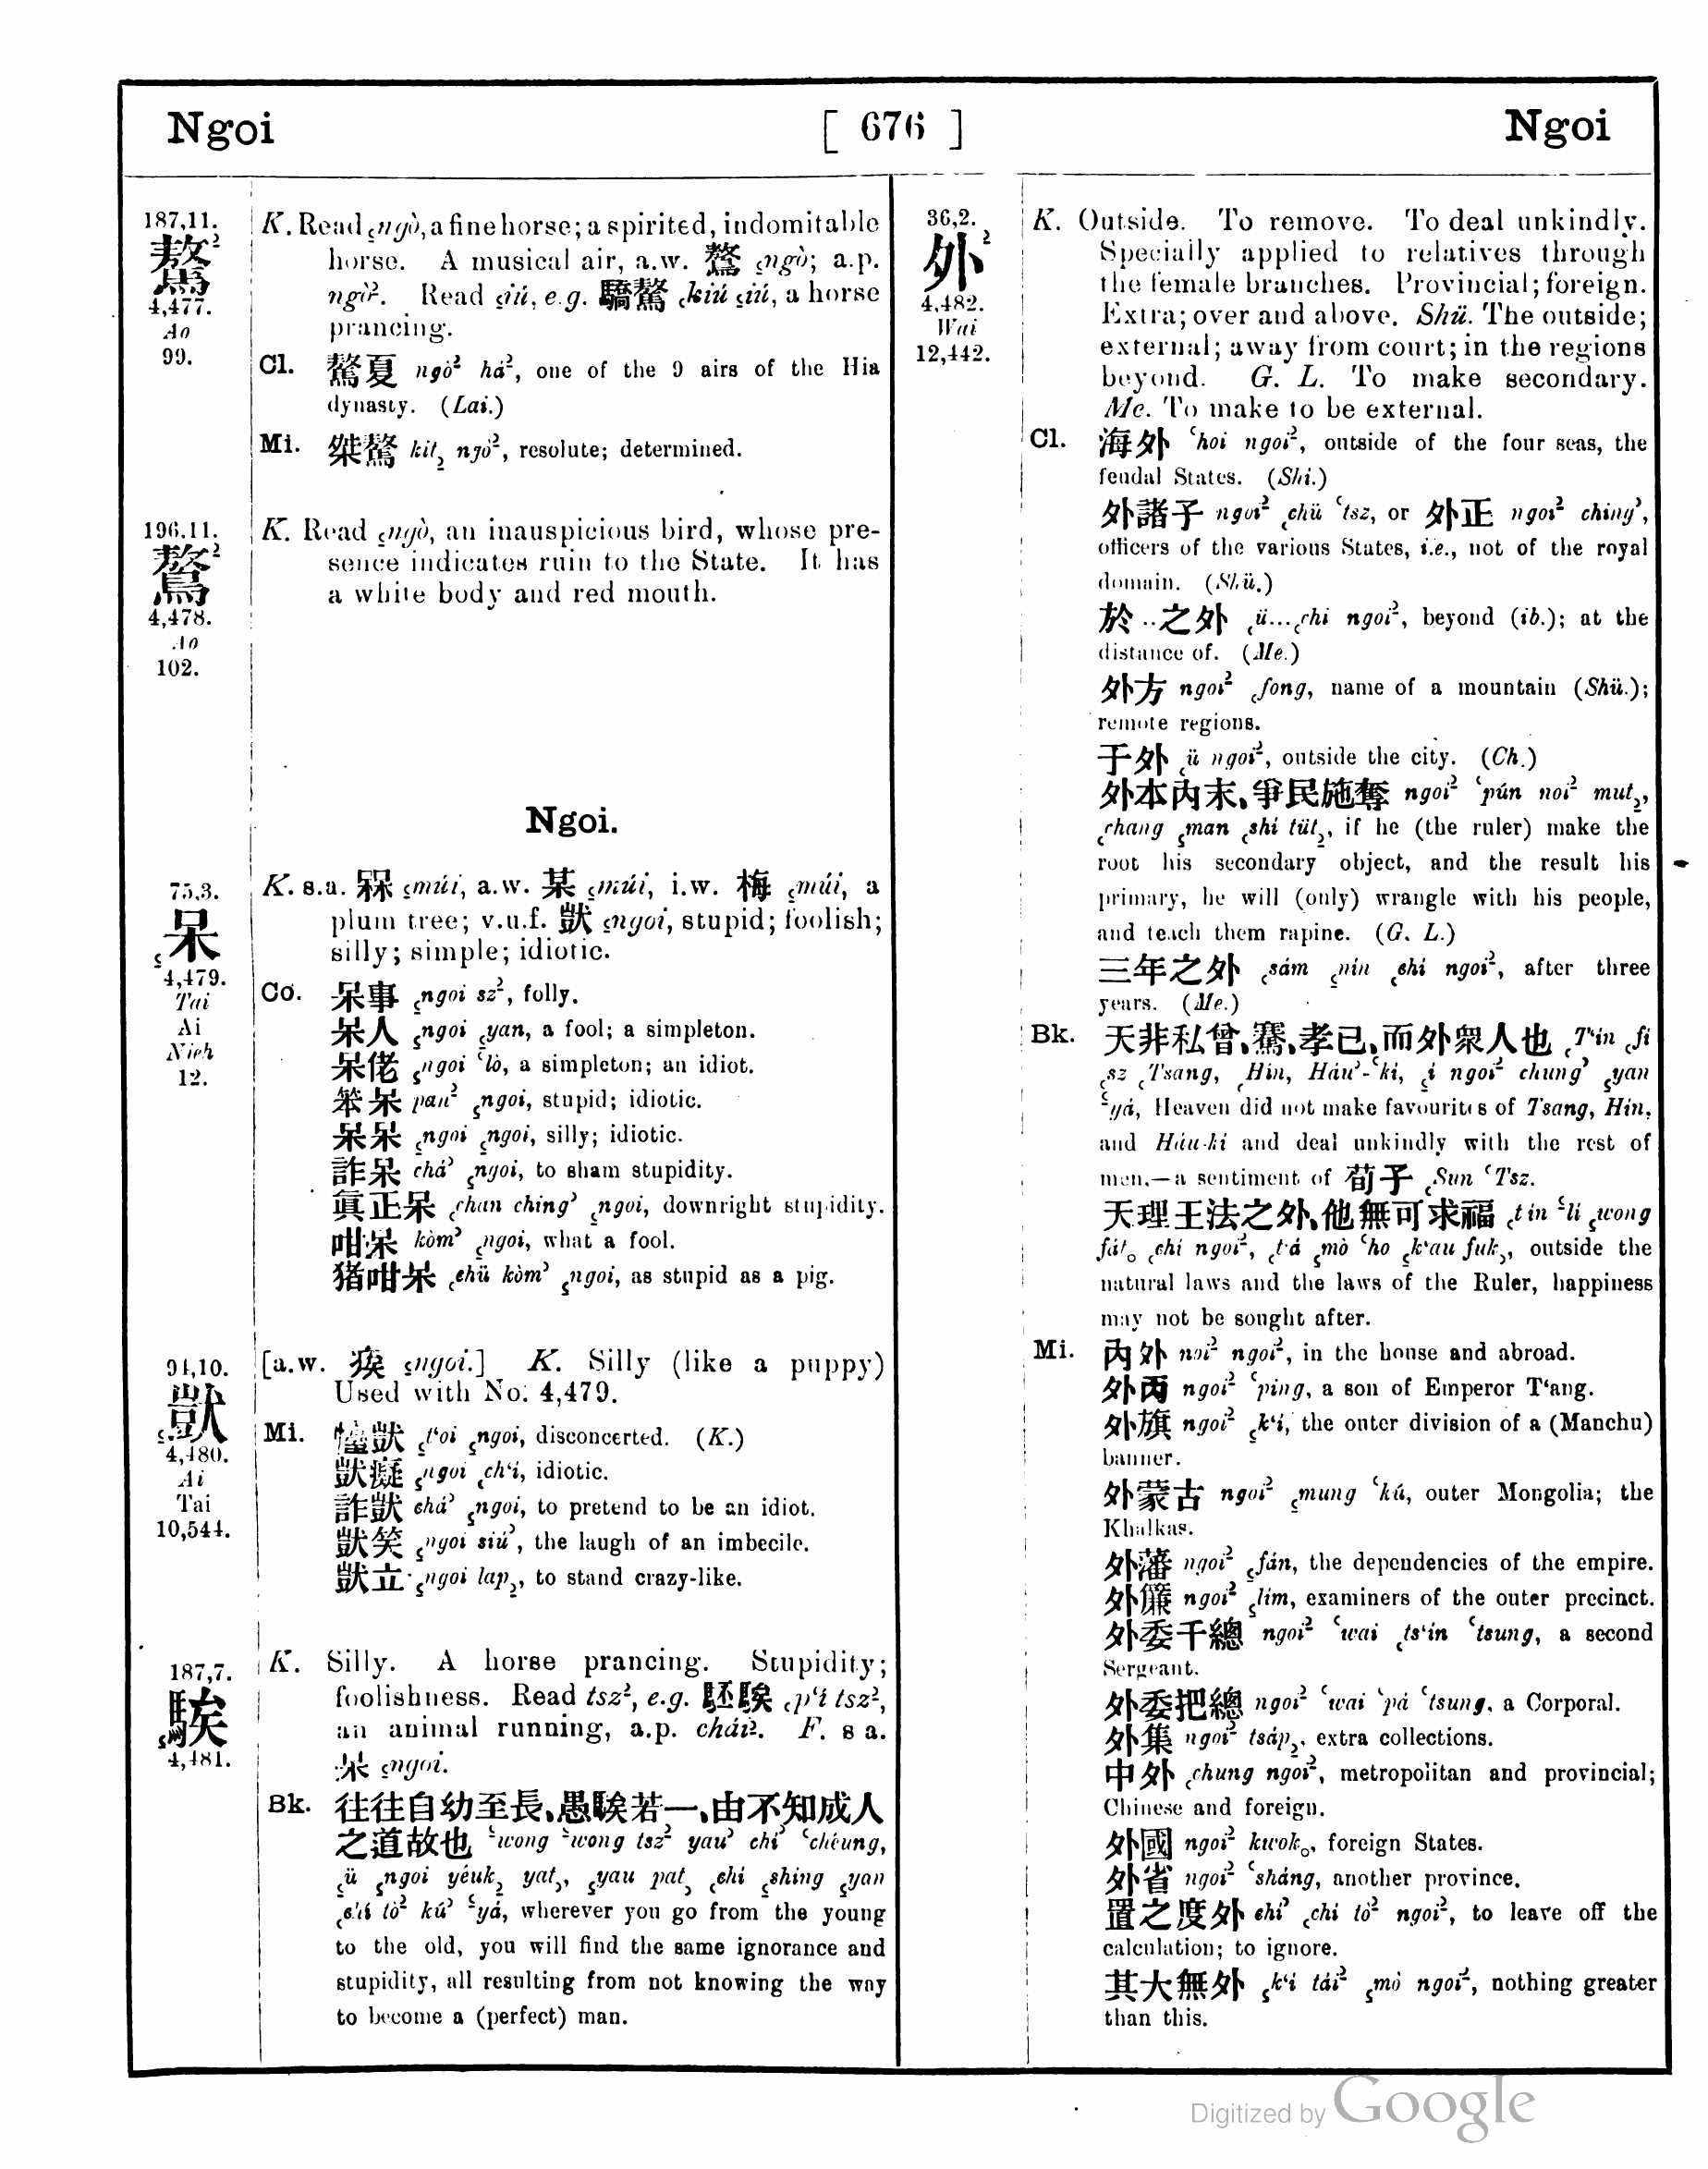 Ngoi
[ 676 ]
Ngoi
187,11.
驁²
4,477.
Ao
99.
K. Read ꜁ngò, a fine horse; a spirited, indomitable
horse. A musical air, a.w. 鷔 ꜁ngò; a.p.
ngò². Read ꜁iú, e.g. 驕驁 ꜀kiú ꜁iú, a horse
prancing.
Cl. 驁夏 ngò² há², one of the 9 airs of the Hia
dynasty. (Lai.)
Mi. 桀驁 kit꜇ ngò², resolute; determined.
196,11.
鷔²
4,478.
Ao
102.
K. Read ꜁ngò, an inauspicious bird, whose pre-
sence indicates ruin to the State. It has
a white body and red mouth.
Ngoi.
75,3.
꜁呆
4,479.
Tai
Ai
Nieh
12.
K. s.a. 槑 ꜁múi, a.w. 某 ꜁múi, i.w. 梅 ꜁múi, a
plum tree; v.u.f. 獃 ꜁ngoi, stupid; foolish;
silly; simple; idiotic.
Co. 呆事 ꜁ngoi sz², folly.
呆人 ꜁ngoi ꜁yan, a fool; a simpleton.
呆佬 ꜁ngoi ꜂lò, a simpleton; an idiot.
笨呆 pan² ꜁ngoi, stupid; idiotic.
呆呆 ꜁ngoi ꜁ngoi, silly; idiotic.
詐呆 chá꜄ ꜁ngoi, to sham stupidity.
眞正呆 ꜀chan ching꜄ ꜁ngoi, downright stupidity.
咁呆 kòm꜄ ꜁ngoi, what a fool.
猪咁呆 ꜀chü kòm꜄ ꜁ngoi, as stupid as a pig.
94,10.
꜁獃
4,480.
Ai
Tai
10,544.
[a.w. 㾢 ꜁ngoi.] K. Silly (like a puppy)
Used with No. 4,479.
Mi. 懛獃 ꜁t‘oi ꜁ngoi, disconcerted. (K.)
獃癡 ꜁ngoi ꜀ch‘i, idiotic.
詐獃 chá꜄ ꜁ngoi, to pretend to be an idiot.
獃笑 ꜁ngoi siú꜄, the laugh of an imbecile.
獃立 ꜁ngoi lap꜇, to stand crazy-like.
187,7.
꜁騃
4,481.
K. Silly. A horse prancing. Stupidity;
foolishness. Read tsz², e.g. 駓騃 ꜀p‘i tsz²,
an animal running, a.p. chái². F. s a.
呆 ꜁ngoi.
Bk. 往往自幼至長、愚騃若一、由不知成人
之道故也 ꜃wong ꜃wong tsz² yau꜄ chí꜄ ꜂chéung,
꜁ü ꜁ngoi yéuk꜇ yat꜆, ꜁yau pat꜆ ꜀chí ꜁shing ꜁yan
꜀chí tò² kú꜄ ꜃yá, wherever you go from the young
to the old, you will find the same ignorance and
stupidity, all resulting from not knowing the way
to become a (perfect) man.
36,2.
外²
4,482.
Wai
12,442.
K. Outside. To remove. To deal unkindly.
Specially applied to relatives through
the female branches. Provincial; foreign.
Extra; over and above. Shü. The outside;
external; away from court; in the regions
beyond. G. L. To make secondary.
Me. To make to be external.
Cl. 海外 ꜂hoi ngoi², outside of the four seas, the
feudal States. (Shi.)
外諸子 ngoi² ꜀chü ꜂tsz, or 外正 ngoi² ching꜄,
officers of the various States, i.e., not of the royal
domain. (Shü.)
於..之外 ꜀ü...꜀chi ngoi², beyond (ib.); at the
distance of. (Me.)
外方 ngoi² ꜀fong, name of a mountain (Shü.);
remote regions.
于外 ꜀ü ngoi², outside the city. (Ch.)
外本內末、爭民施奪 ngoi² ꜂pún noi² mut꜇,
꜀chang ꜁man ꜀shí tüt꜇, if he (the ruler) make the
root his secondary object, and the result his
primary, he will (only) wrangle with his people,
and teach them rapine. (G. L.)
三年之外 ꜀sám ꜁nín ꜀chi ngoi², after three
years. (Me.)
Bk. 天非私曾、騫、孝已、而外衆人也 ꜀T‘in ꜀fi
꜀sz ꜀Tsang, ꜀Hin, Háu꜄-꜂ki, ꜁i ngoi² chung꜄ ꜁yan
꜃yá, Heaven did not make favourites of Tsang, Hin,
and Háu-kí and deal unkindly with the rest of
men,—a sentiment of 荀子 ꜀Sun ꜂Tsz.
天理王法之外、他無可求福 ꜀t in ꜃li ꜁wong
fát꜀ ꜀chí ngoi², ꜀t‘á ꜁mò ꜂ho ꜁k‘au fuk꜆, outside the
natural laws and the laws of the Ruler, happiness
may not be sought after.
Mi. 內外 noi² ngoi², in the house and abroad.
外丙 ngoi² ꜂ping, a son of Emperor T‘ang.
外旗 ngoi² ꜁k‘i, the outer division of a (Manchu)
banner.
外蒙古 ngoi² ꜁mung ꜂kú, outer Mongolia; the
Khalkas.
外藩 ngoi² ꜁fán, the dependencies of the empire.
外簾 ngoi² ꜁lim, examiners of the outer precinct.
外委千總 ngoi² ꜂wai ꜀ts‘in ꜂tsung, a second
Sergeant.
外委把總 ngoi² ꜂wai ꜂pá ꜂tsung, a Corporal.
外集 ngoi² tsáp꜇, extra collections.
中外 ꜀chung ngoi², metropolitan and provincial;
Chinese and foreign.
外國 ngoi² kwok꜀, foreign States.
外省 ngoi² ꜂sháng, another province.
置之度外 chí꜄ ꜀chi tò² ngoi², to leave off the
calculation; to ignore.
其大無外 ꜁k‘i tái² ꜁mò ngoi², nothing greater
than this.
Digitized by Google